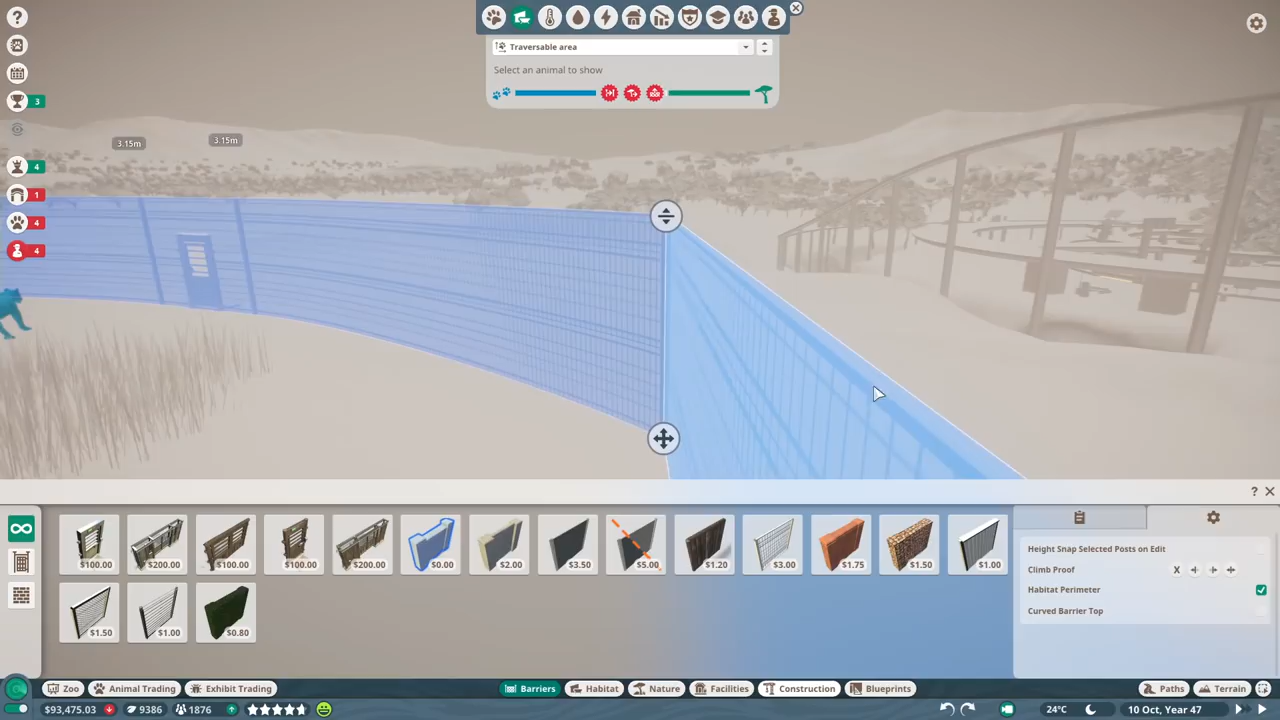 ?
Traversable area
Select an animal to show
3
3.15m
3.15m
4
1
4
4
? X
$100.00 $200.00 $100.00 $100.00 $200.00 $0.00 $2.00 $3.50 $5.00 $1.20 $3.00 $1.75 $1.50 $1.00
$1.50 $1.00 $0.80
Height Snap Selected Posts on Edit
Climb Proof X
Habitat Perimeter
Curved Barrier Top
Zoo Animal Trading Exhibit Trading Barriers Habitat Nature Facilities Construction Blueprints Paths Terrain
$93,475.03 9386 1876 24°C 10 Oct, Year 47